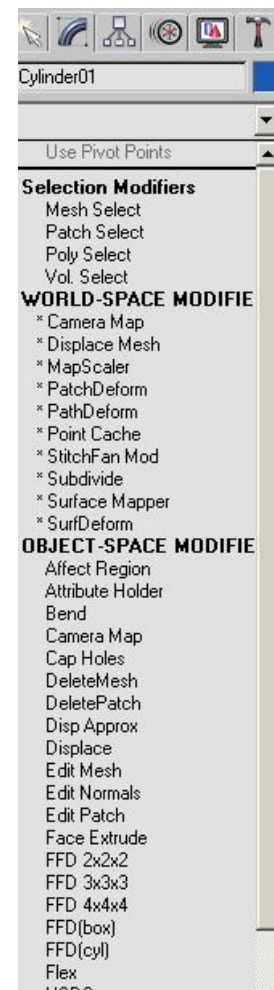 Cylinder01
Use Pivot Points
Selection Modifiers
Mesh Select
Patch Select
Poly Select
Vol. Select
WORLD-SPACE MODIFIE
* Camera Map
* Displace Mesh
* MapScaler
* PatchDeform
* PathDeform
* Point Cache
* StitchFan Mod
* Subdivide
* Surface Mapper
* SurfDeform
OBJECT-SPACE MODIFIE
Affect Region
Attribute Holder
Bend
Camera Map
Cap Holes
DeleteMesh
DeletePatch
Disp Approx
Displace
Edit Mesh
Edit Normals
Edit Patch
Face Extrude
FFD 2x2x2
FFD 3x3x3
FFD 4x4x4
FFD(box)
FFD(cyl)
Flex